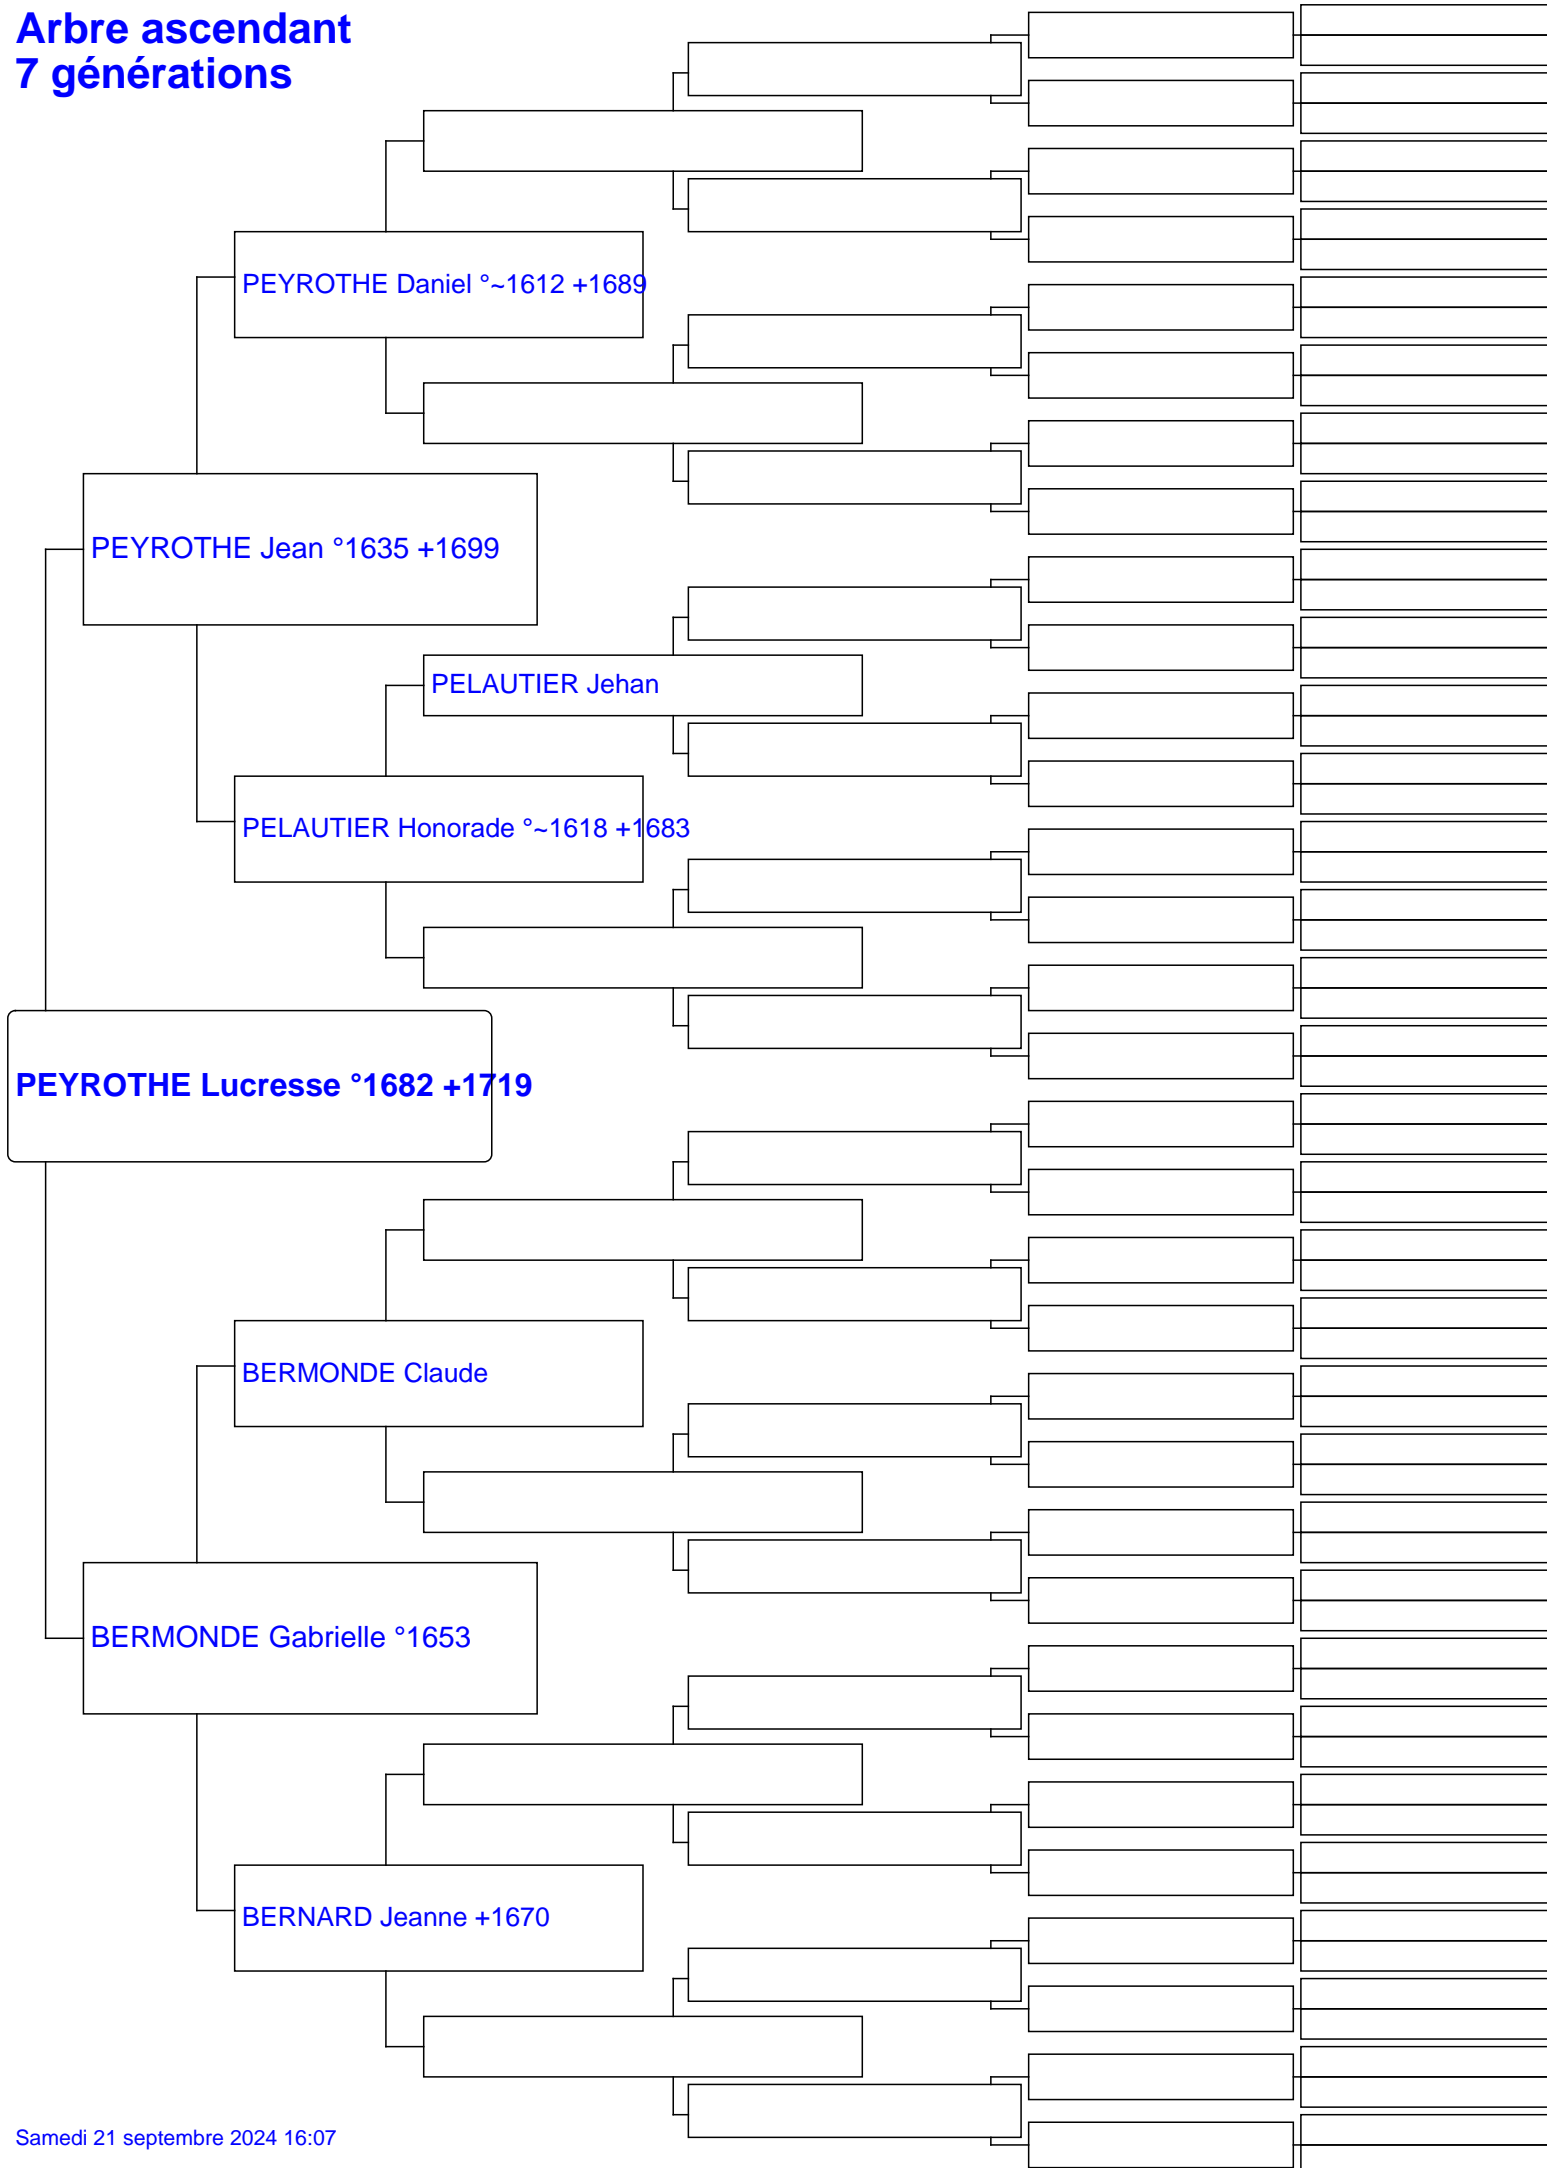 Arbre ascendant
7 générations
PEYROTHE Daniel °~1612 +1689
PEYROTHE Jean °1635 +1699
PELAUTIER Jehan
PELAUTIER Honorade °~1618 +1683
PEYROTHE Lucresse °1682 +1719
BERMONDE Claude
BERMONDE Gabrielle °1653
BERNARD Jeanne +1670
Samedi 21 septembre 2024 16:07